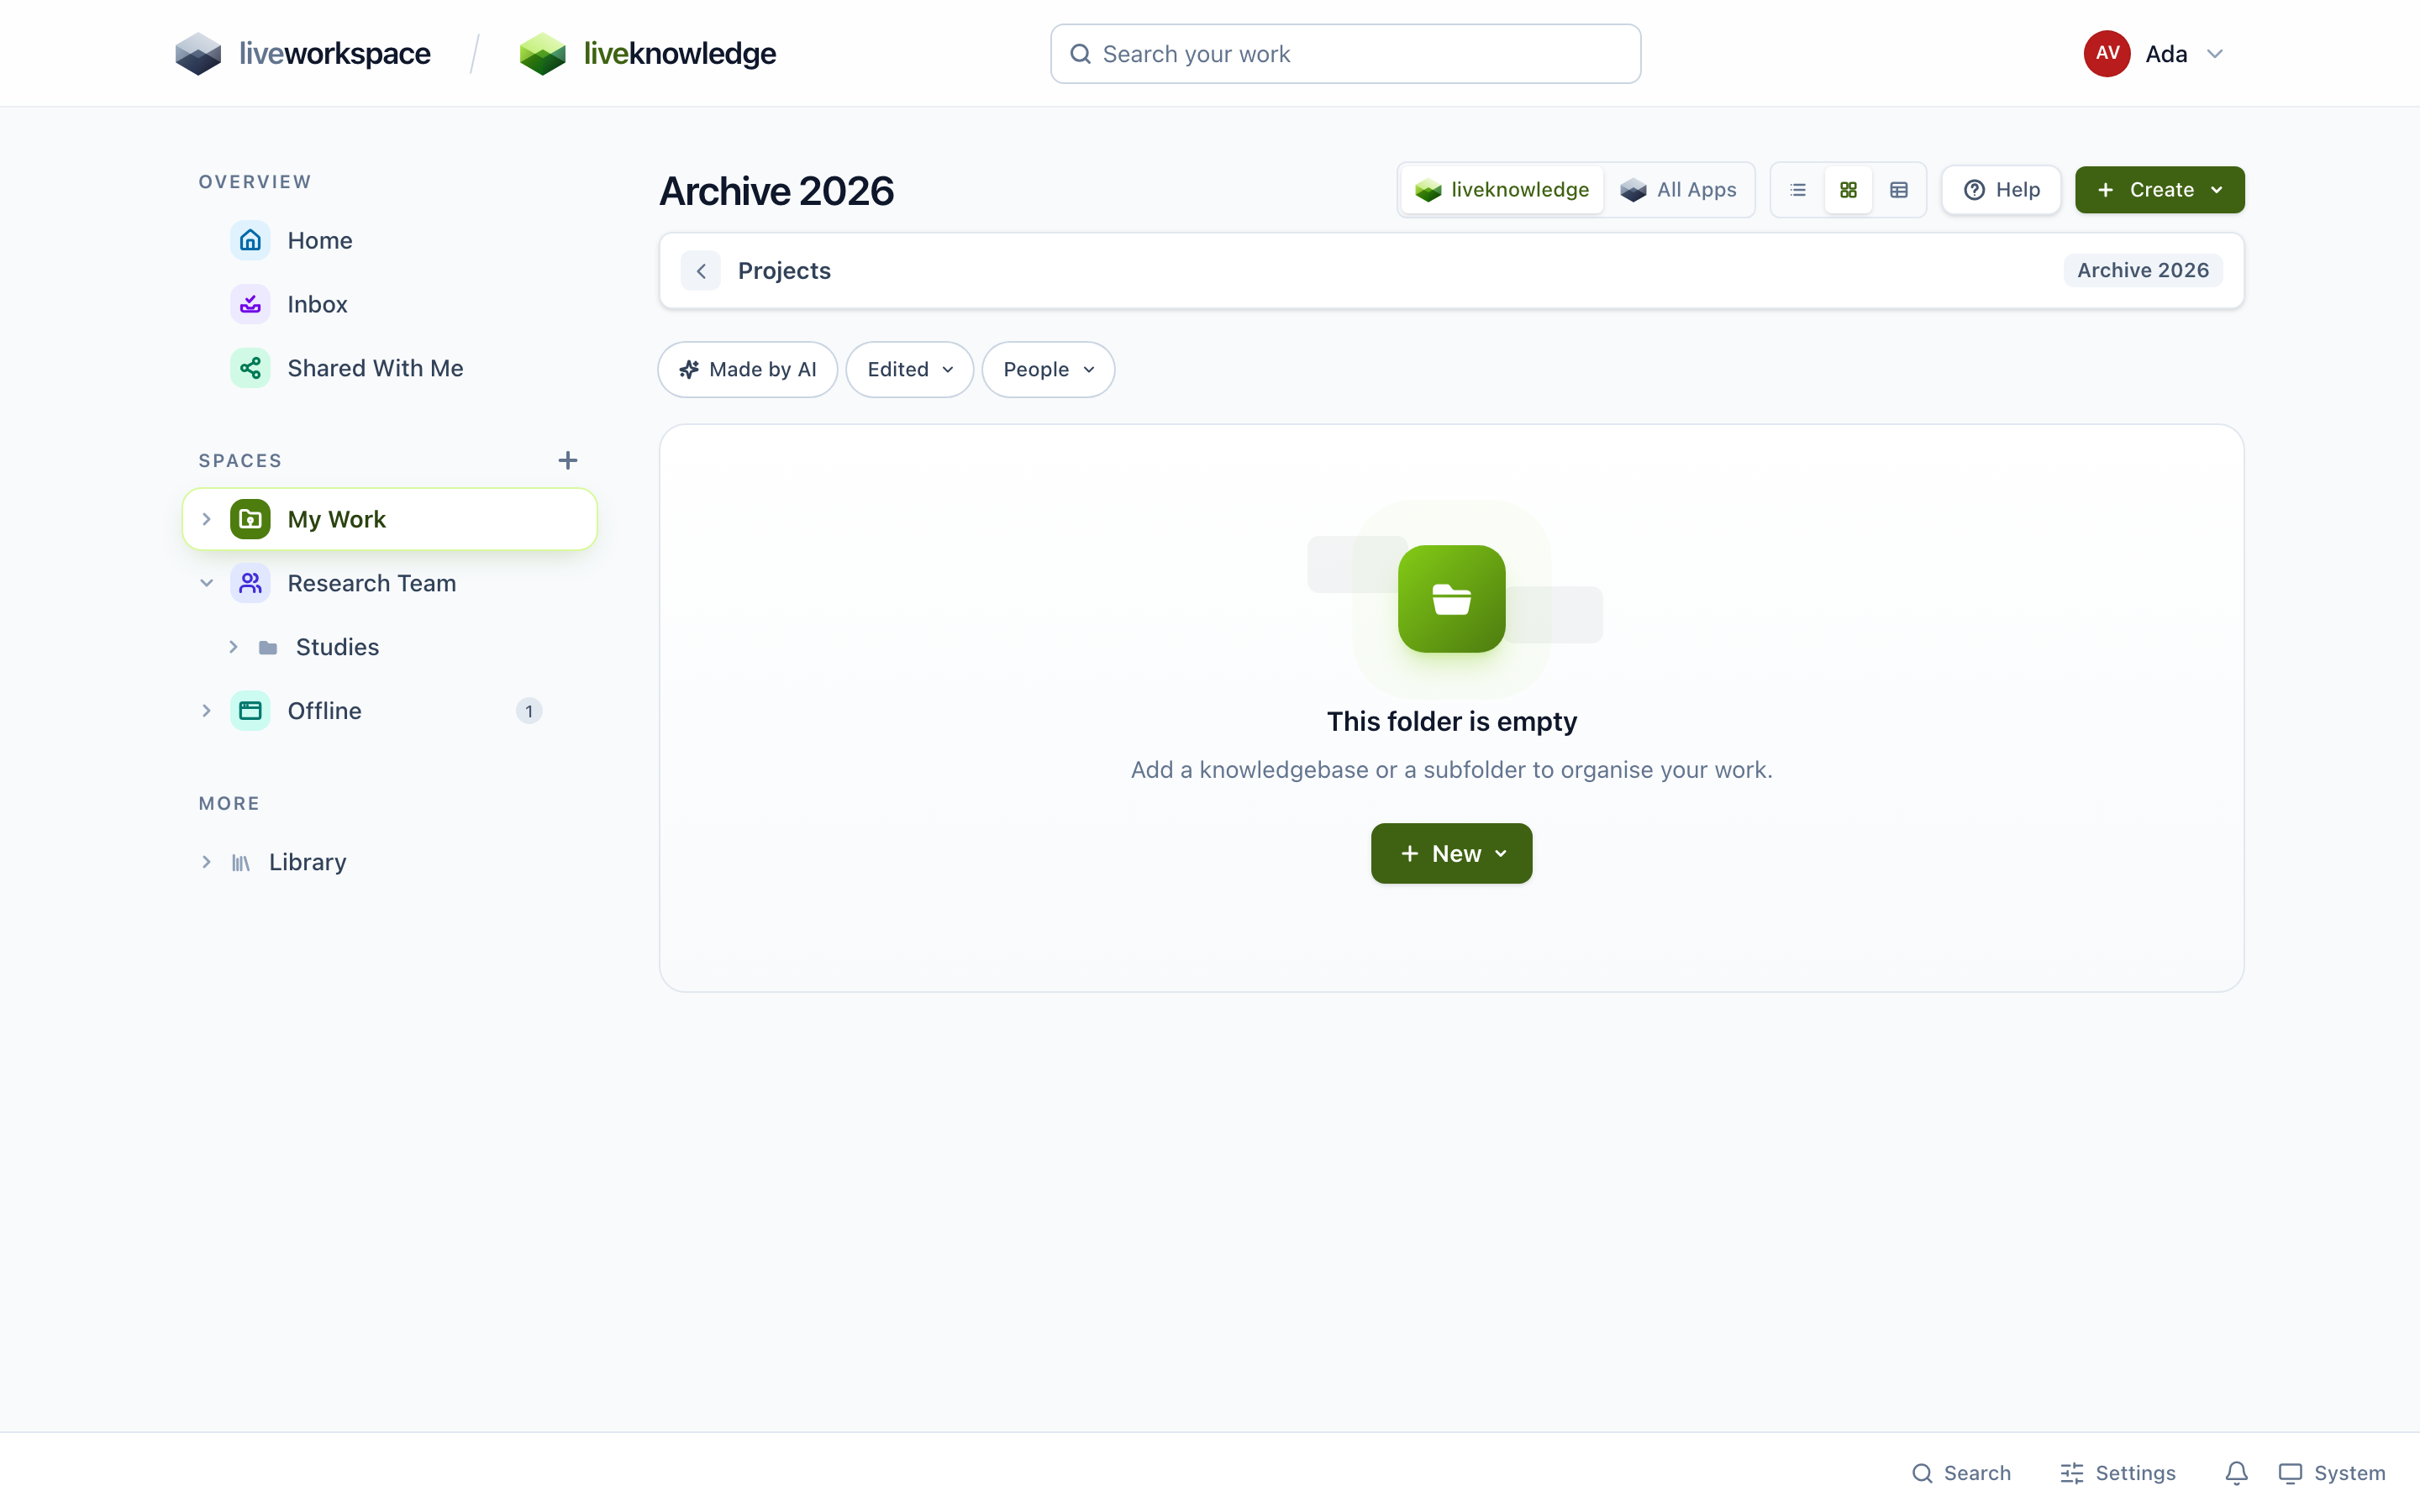 liveworkspace
liveknowledge
Search your work
AV
Ada
OVERVIEW
Home
Inbox
Shared With Me
SPACES
My Work
Research Team
Studies
Offline
1
MORE
Library
Archive 2026
liveknowledge
All Apps
Help
Create
Projects
Archive 2026
Made by AI
Edited
People
This folder is empty
Add a knowledgebase or a subfolder to organise your work.
New
Search
Settings
System